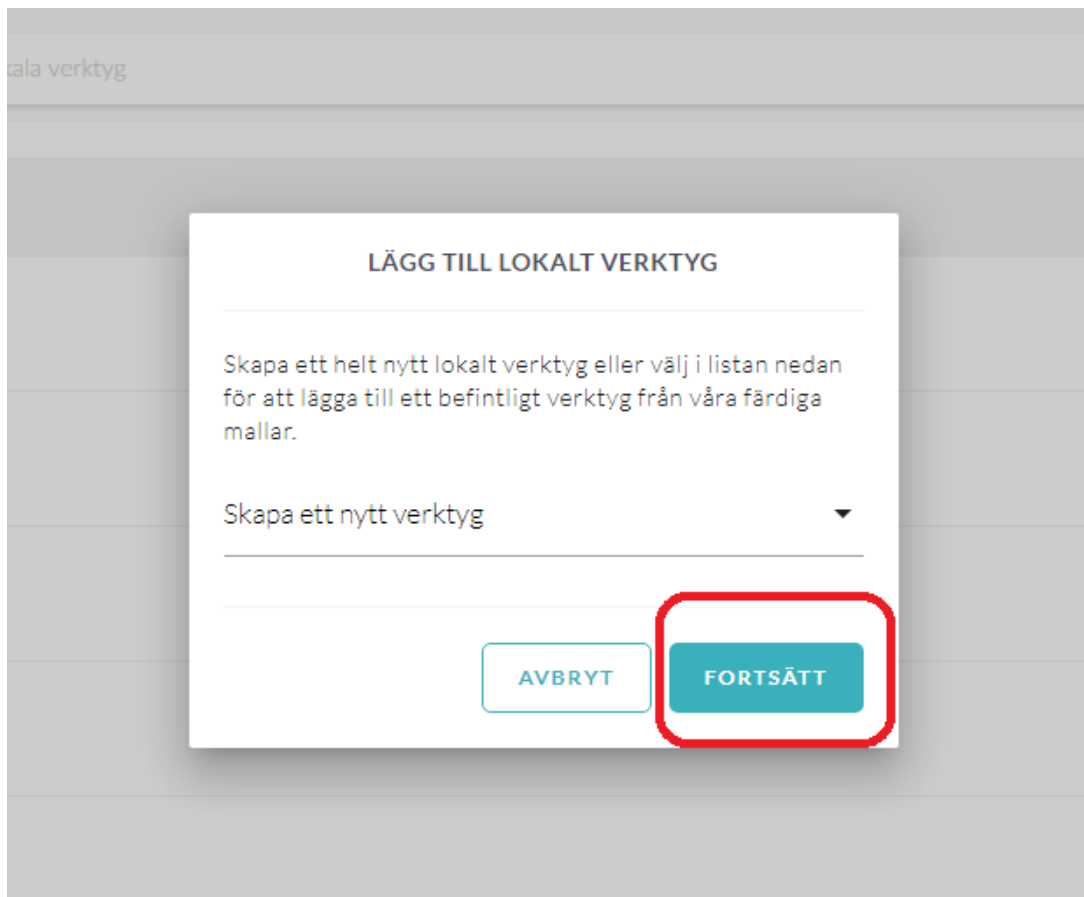 kala verktyg
LÄGG TILL LOKALT VERKTYG
Skapa ett helt nytt lokalt verktyg eller välj i listan nedan
för att lägga till ett befintligt verktyg från våra färdiga
mallar.
Skapa ett nytt verktyg
AVBRYT FORTSÄTT